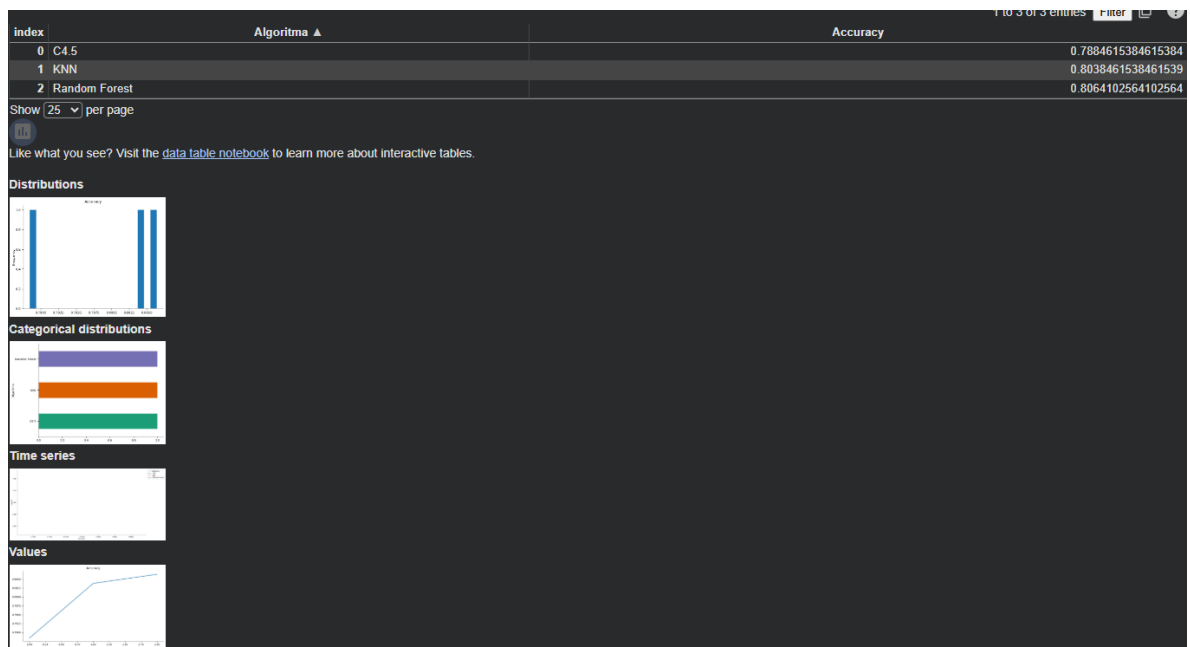 1 to 3 of 3 entries Filter
index Algoritma ▲ Accuracy
0 C4.5 0.7884615384615384
1 KNN 0.8038461538461539
2 Random Forest 0.8064102564102564
Show 25 per page
Like what you see? Visit the data table notebook to learn more about interactive tables.
Distributions
Accuracy
Categorical distributions
Time series
Values
Accuracy